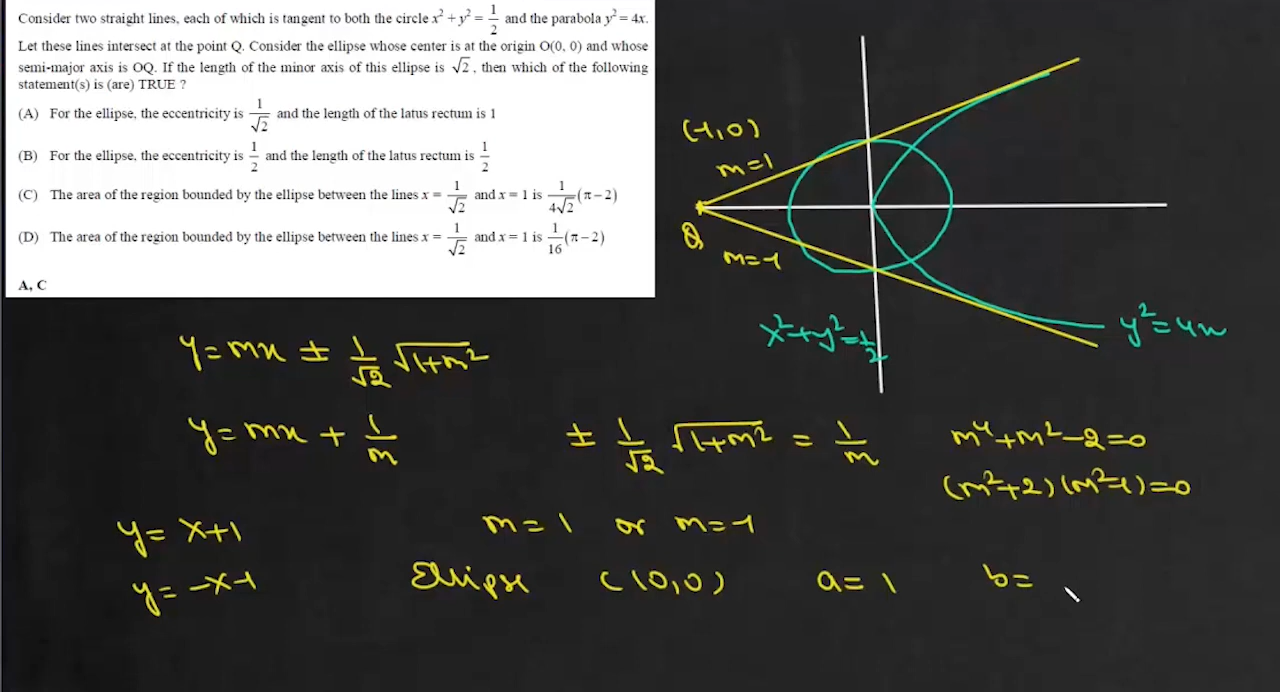 Consider two straight lines, each of which is tangent to both the circle x² + y² = 1/2 and the parabola y² = 4x.
Let these lines intersect at the point Q. Consider the ellipse whose center is at the origin O(0, 0) and whose
semi-major axis is OQ. If the length of the minor axis of this ellipse is √2, then which of the following
statement(s) is (are) TRUE ?
(A) For the ellipse, the eccentricity is 1/√2 and the length of the latus rectum is 1
(B) For the ellipse, the eccentricity is 1/2 and the length of the latus rectum is 1/2
(C) The area of the region bounded by the ellipse between the lines x = 1/√2 and x = 1 is 1/4√2 (π − 2)
(D) The area of the region bounded by the ellipse between the lines x = 1/√2 and x = 1 is 1/16 (π − 2)
A, C
(-1,0)
m=1
Q
m=-1
x²+y²=1/2
y²=4x
y=mx ± 1/√2 √1+m²
y=mx + 1/m
± 1/√2 √1+m² = 1/m
m⁴+m²-2=0
(m²+2)(m²-1)=0
y= x+1
m=1 or m=-1
y= -x-1
Ellipse (10,0) a=1 b=